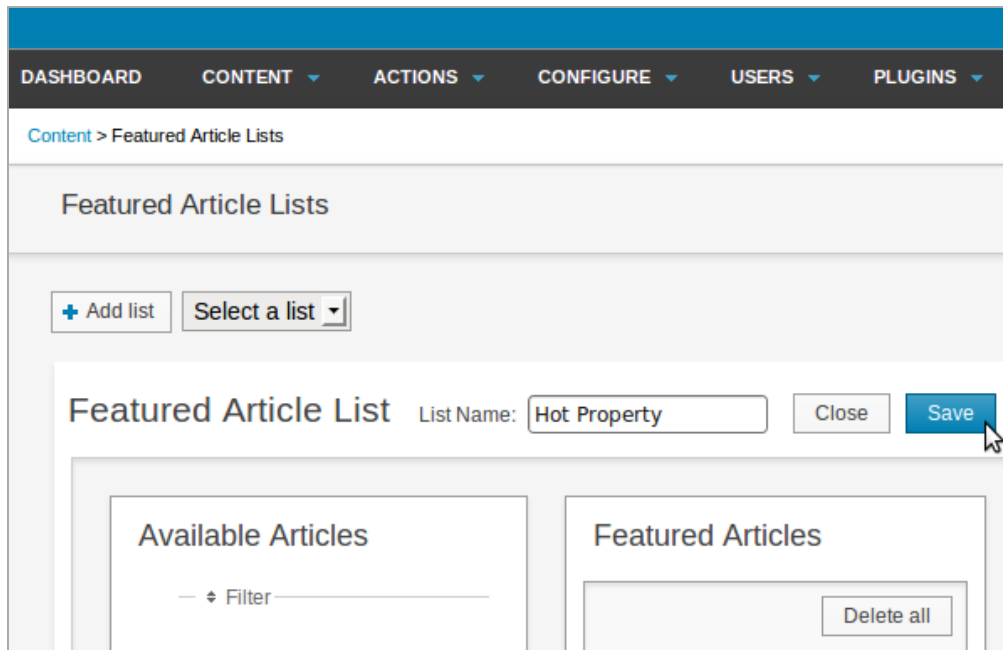 DASHBOARD CONTENT ACTIONS CONFIGURE USERS PLUGINS
Content > Featured Article Lists
Featured Article Lists
Add list Select a list
Featured Article List List Name: Hot Property Close Save
Available Articles Featured Articles
Filter
Delete all